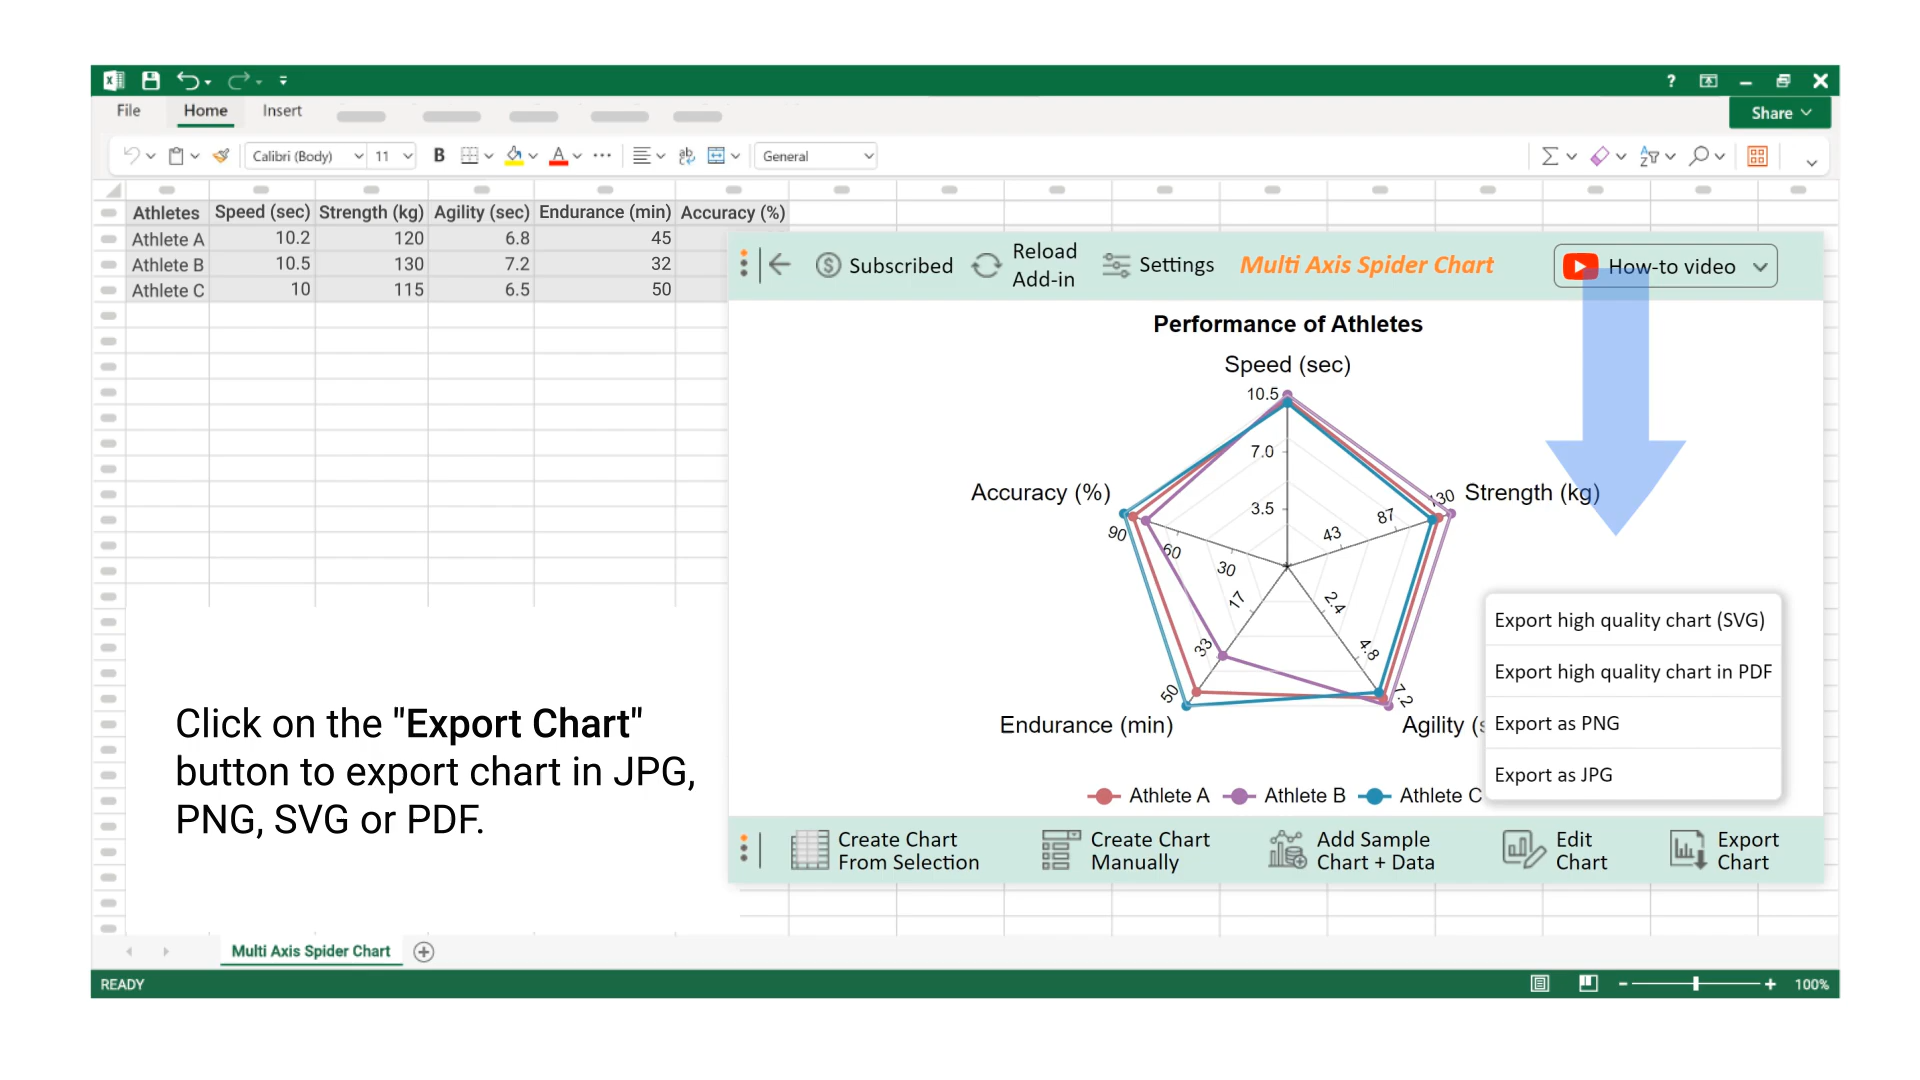 ?
File Home Insert
Share
Calibri (Body) 11 B A ... ab General
Athletes Speed (sec) Strength (kg) Agility (sec) Endurance (min) Accuracy (%)
Athlete A 10.2 120 6.8 45
Athlete B 10.5 130 7.2 32
Athlete C 10 115 6.5 50
Subscribed
Reload
Add-in
Settings
Multi Axis Spider Chart
How-to video
Performance of Athletes
Speed (sec)
10.5
7.0
3.5
Accuracy (%)
90
60
30
Strength (kg)
43
87
130
17
33
50
Endurance (min)
2.4
4.8
7.2
Agility (s
Athlete A Athlete B Athlete C
Export high quality chart (SVG)
Export high quality chart in PDF
Export as PNG
Export as JPG
Click on the "Export Chart"
button to export chart in JPG,
PNG, SVG or PDF.
Create Chart
From Selection
Create Chart
Manually
Add Sample
Chart + Data
Edit
Chart
Export
Chart
Multi Axis Spider Chart
READY
100%